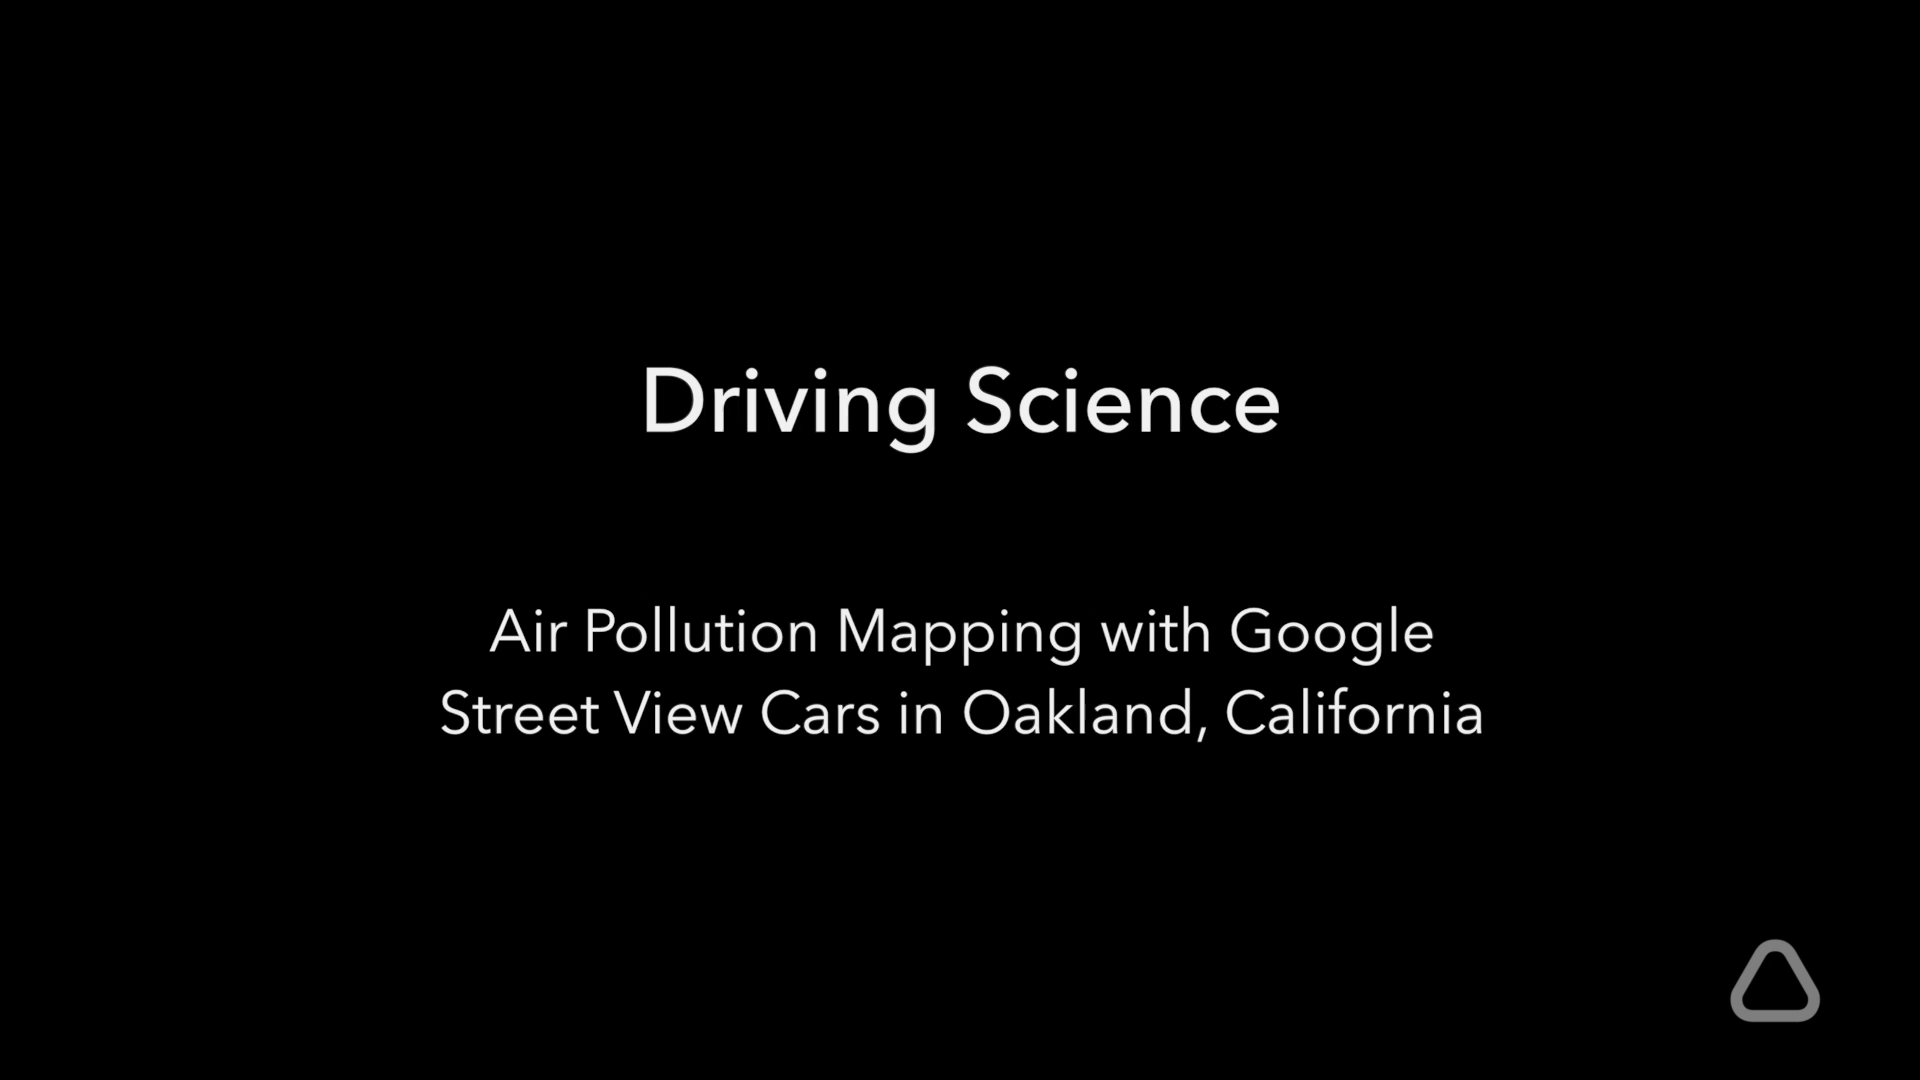 Driving Science
Air Pollution Mapping with Google
Street View Cars in Oakland, California